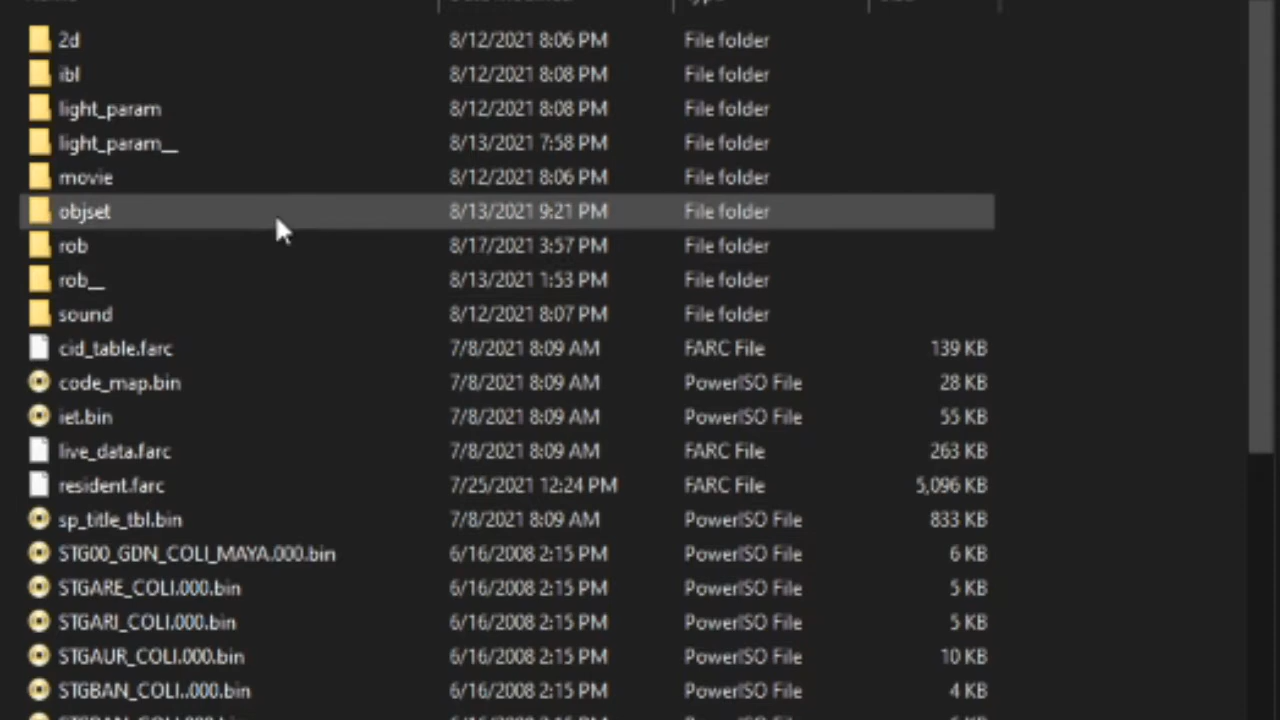 2d 8/12/2021 8:06 PM File folder
ibl 8/12/2021 8:08 PM File folder
light_param 8/12/2021 8:08 PM File folder
light_param__ 8/13/2021 7:58 PM File folder
movie 8/12/2021 8:06 PM File folder
objset 8/13/2021 9:21 PM File folder
rob 8/17/2021 3:57 PM File folder
rob__ 8/13/2021 1:53 PM File folder
sound 8/12/2021 8:07 PM File folder
cid_table.farc 7/8/2021 8:09 AM FARC File 139 KB
code_map.bin 7/8/2021 8:09 AM PowerISO File 28 KB
iet.bin 7/8/2021 8:09 AM PowerISO File 55 KB
live_data.farc 7/8/2021 8:09 AM FARC File 263 KB
resident.farc 7/25/2021 12:24 PM FARC File 5,096 KB
sp_title_tbl.bin 7/8/2021 8:09 AM PowerISO File 833 KB
STG00_GDN_COLI_MAYA.000.bin 6/16/2008 2:15 PM PowerISO File 6 KB
STGARE_COLI.000.bin 6/16/2008 2:15 PM PowerISO File 5 KB
STGARI_COLI.000.bin 6/16/2008 2:15 PM PowerISO File 5 KB
STGAUR_COLI.000.bin 6/16/2008 2:15 PM PowerISO File 10 KB
STGBAN_COLI..000.bin 6/16/2008 2:15 PM PowerISO File 4 KB